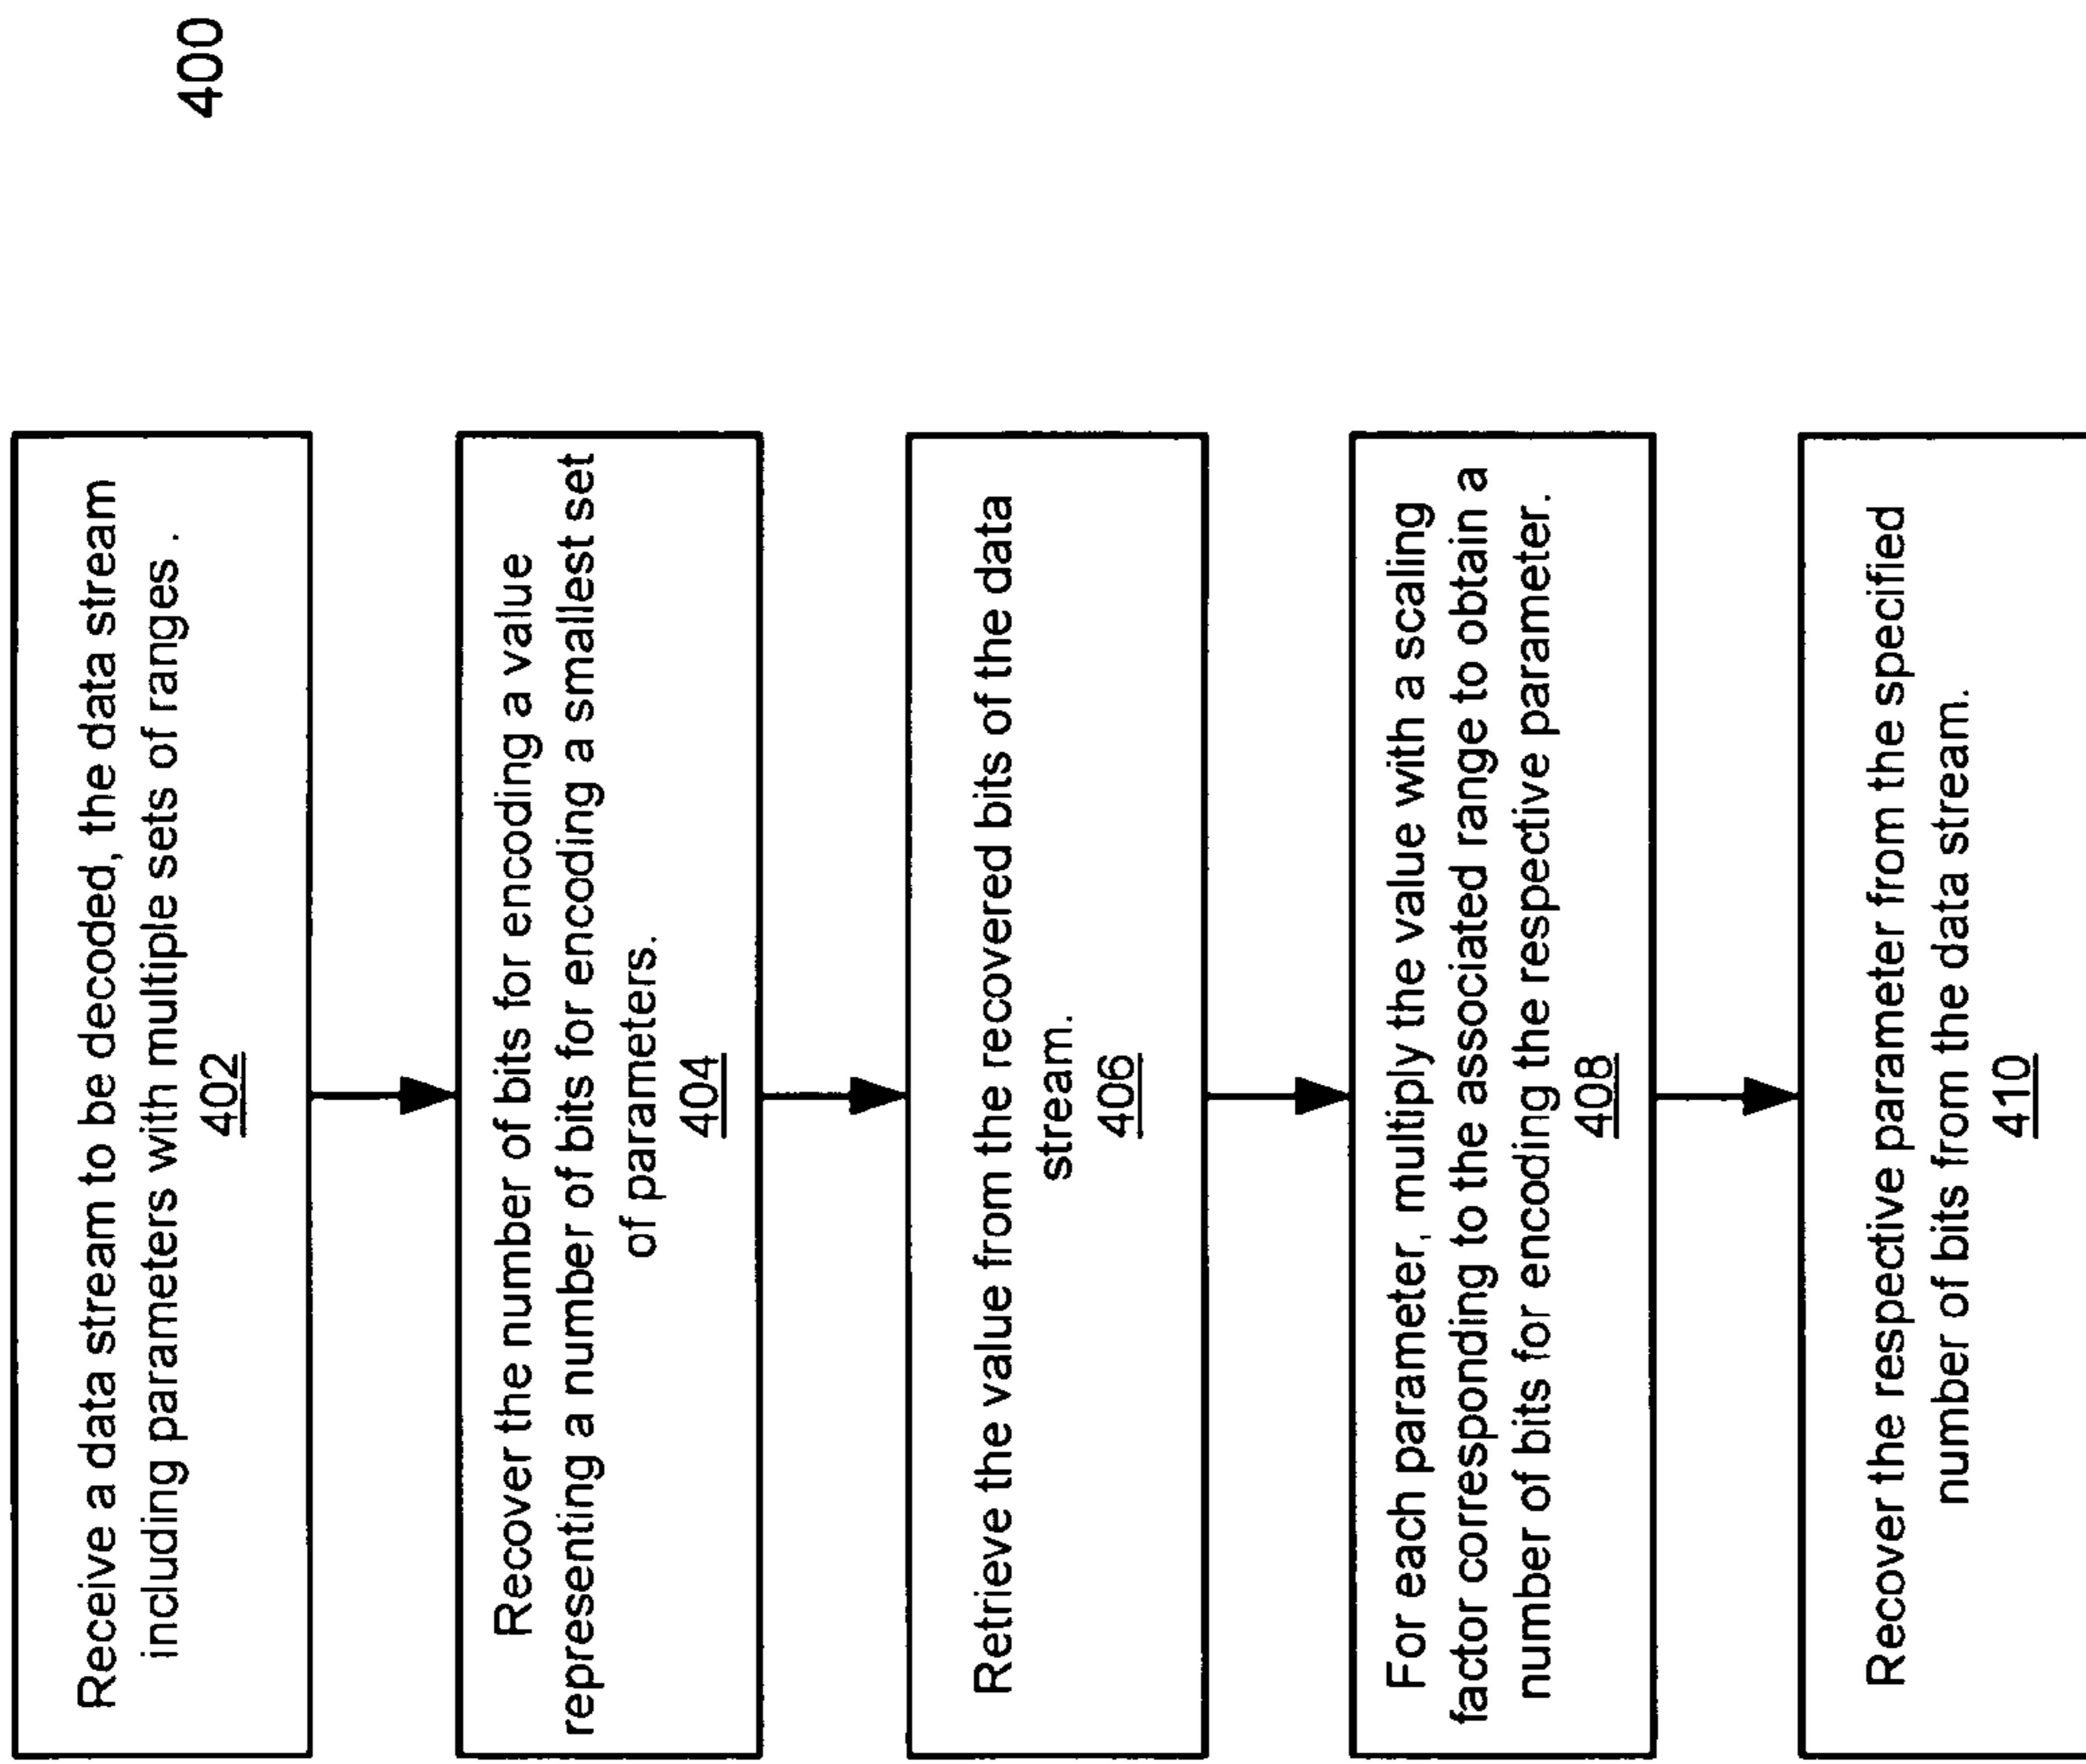 400
Receive a data stream to be decoded, the data stream
including parameters with multiple sets of ranges .
402
Recover the number of bits for encoding a value
representing a number of bits for encoding a smallest set
of parameters.
404
Retrieve the value from the recovered bits of the data
stream.
406
For each parameter, multiply the value with a scaling
factor corresponding to the associated range to obtain a
number of bits for encoding the respective parameter.
408
Recover the respective parameter from the specified
number of bits from the data stream.
410